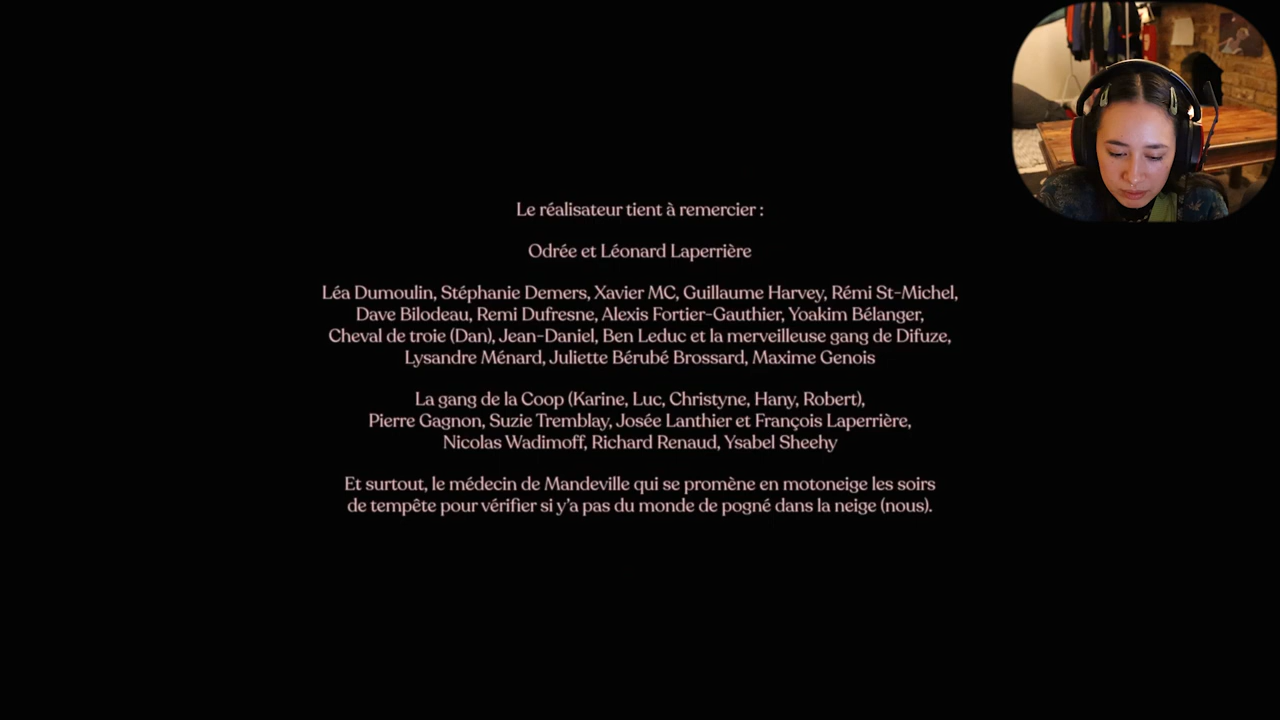 Le réalisateur tient à remercier :
Odrée et Léonard Laperrière
Léa Dumoulin, Stéphanie Demers, Xavier MC, Guillaume Harvey, Rémi St-Michel,
Dave Bilodeau, Remi Dufresne, Alexis Fortier-Gauthier, Yoakim Bélanger,
Cheval de troie (Dan), Jean-Daniel, Ben Leduc et la merveilleuse gang de Difuze,
Lysandre Ménard, Juliette Bérubé Brossard, Maxime Genois
La gang de la Coop (Karine, Luc, Christyne, Hany, Robert),
Pierre Gagnon, Suzie Tremblay, Josée Lanthier et François Laperrière,
Nicolas Wadimoff, Richard Renaud, Ysabel Sheehy
Et surtout, le médecin de Mandeville qui se promène en motoneige les soirs
de tempête pour vérifier si y'a pas du monde de pogné dans la neige (nous).